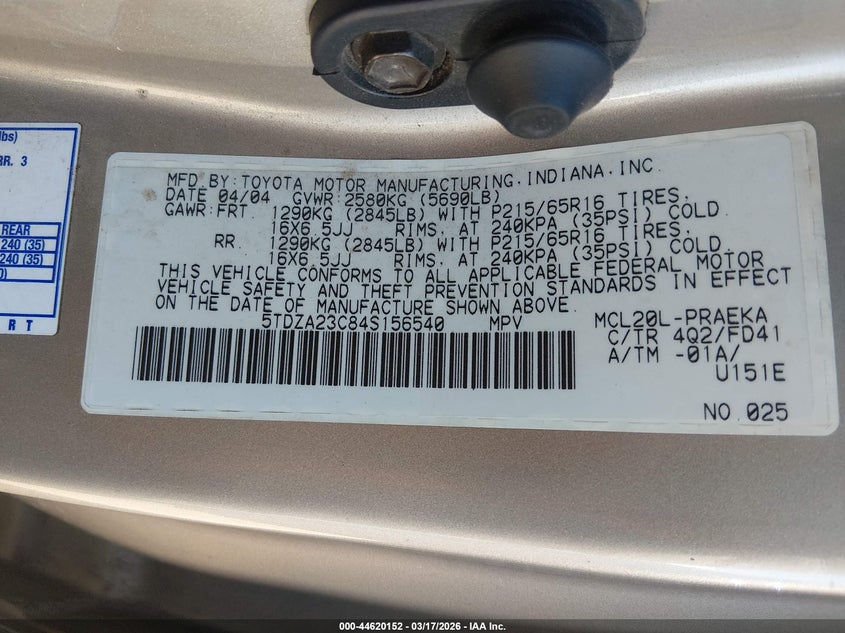 lbs)
RR. 3
REAR
240 (35)
240 (35)
0)
R T
MFD.BY:TOYOTA MOTOR MANUFACTURING.INDIANA.INC.
DATE 04/04 GVWR:2580KG (5690LB)
GAWR:FRT. 1290KG (2845LB) WITH P215/65R16 TIRES,
16X6.5JJ RIMS, AT 240KPA (35PSI) COLD.
RR. 1290KG (2845LB) WITH P215/65R16 TIRES,
16X6.5JJ RIMS, AT 240KPA (35PSI) COLD.
THIS VEHICLE CONFORMS TO ALL APPLICABLE FEDERAL MOTOR
VEHICLE SAFETY AND THEFT PREVENTION STANDARDS IN EFFECT
ON THE DATE OF MANUFACTURE SHOWN ABOVE.
5TDZA23C84S156540 MPV MCL20L-PRAEKA
C/TR 4Q2/FD41
A/TM -01A/
U151E
NO.025
000-44620152 — 03/17/2026 — IAA Inc.